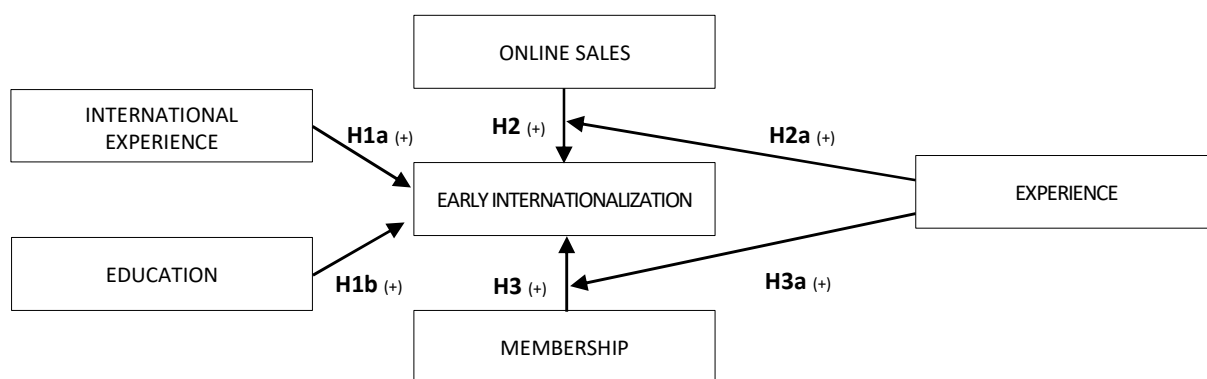 ONLINE SALES
INTERNATIONAL
EXPERIENCE
H1a (+)
H2 (+)
H2a (+)
EARLY INTERNATIONALIZATION
EXPERIENCE
EDUCATION
H1b (+)
H3 (+)
H3a (+)
MEMBERSHIP